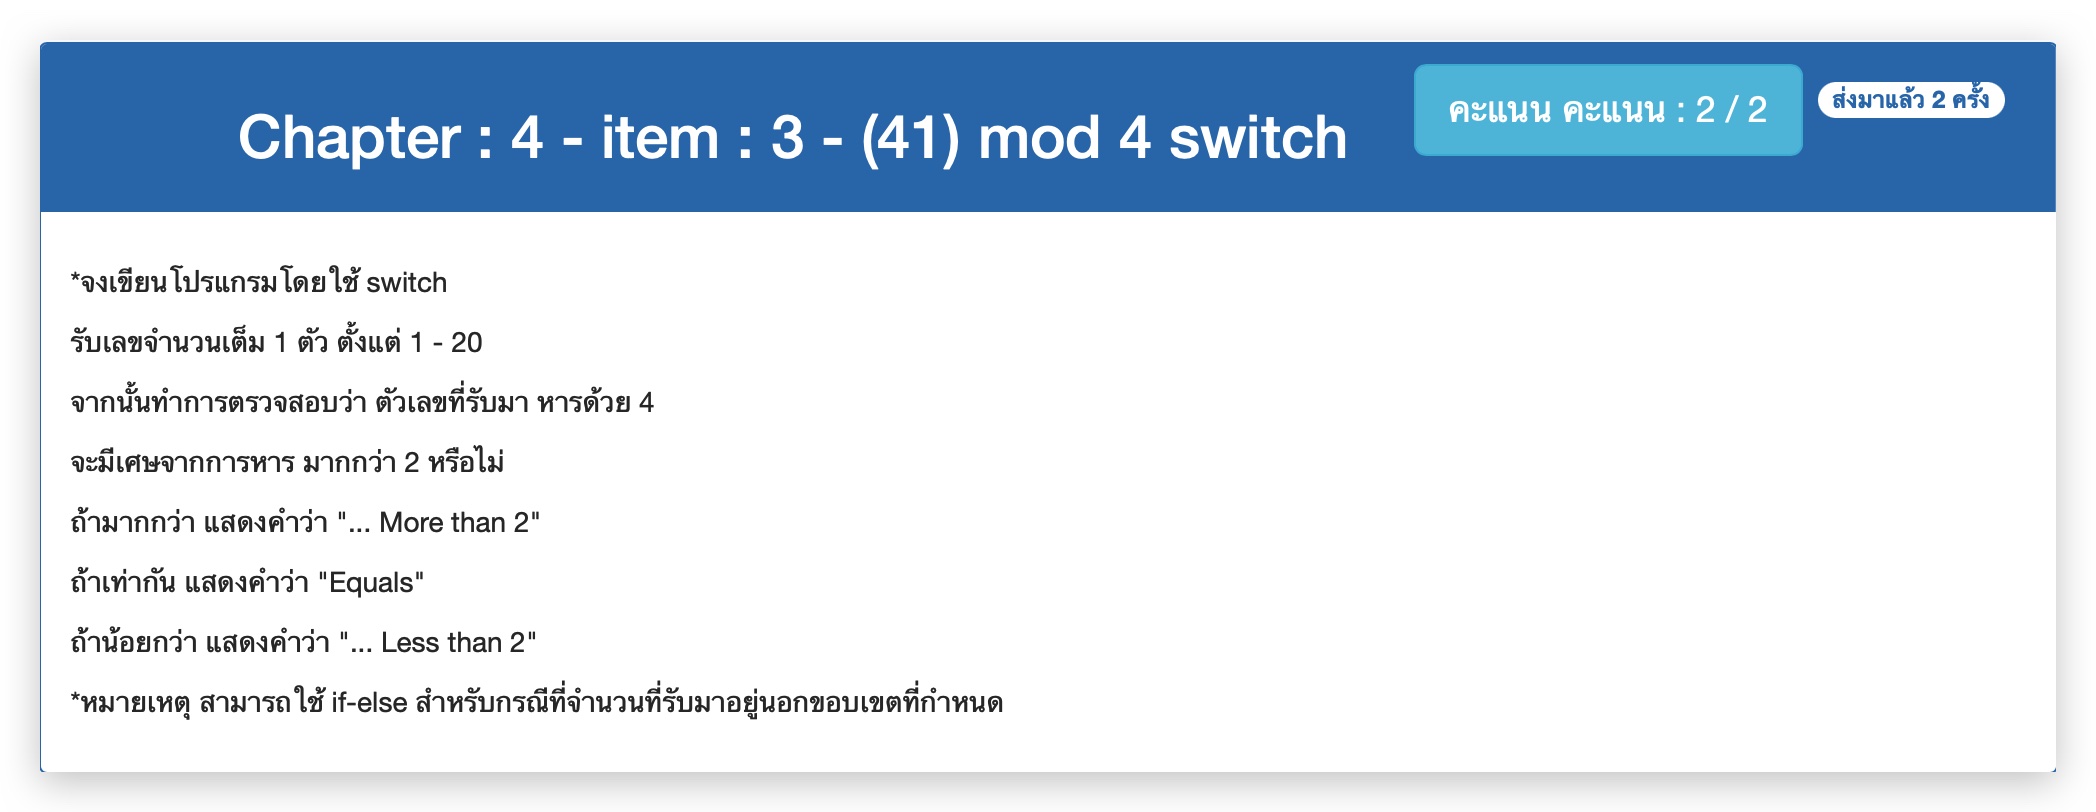 Chapter : 4 - item : 3 - (41) mod 4 switch
คะแนน คะแนน : 2 / 2
ส่งมาแล้ว 2 ครั้ง
*จงเขียนโปรแกรมโดยใช้ switch
รับเลขจำนวนเต็ม 1 ตัว ตั้งแต่ 1 - 20
จากนั้นทำการตรวจสอบว่า ตัวเลขที่รับมา หารด้วย 4
จะมีเศษจากการหาร มากกว่า 2 หรือไม่
ถ้ามากกว่า แสดงคำว่า "... More than 2"
ถ้าเท่ากัน แสดงคำว่า "Equals"
ถ้าน้อยกว่า แสดงคำว่า "... Less than 2"
*หมายเหตุ สามารถใช้ if-else สำหรับกรณีที่จำนวนที่รับมาอยู่นอกขอบเขตที่กำหนด